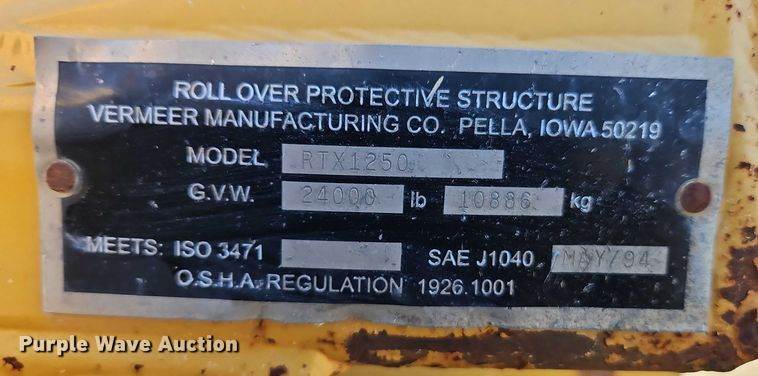 ROLL OVER PROTECTIVE STRUCTURE
VERMEER MANUFACTURING CO. PELLA, IOWA 50219
MODEL RTX1250
G.V.W. 24000 lb 10886 kg
MEETS: ISO 3471 SAE J1040 MAY/94
O.S.H.A. REGULATION 1926.1001
Purple Wave Auction